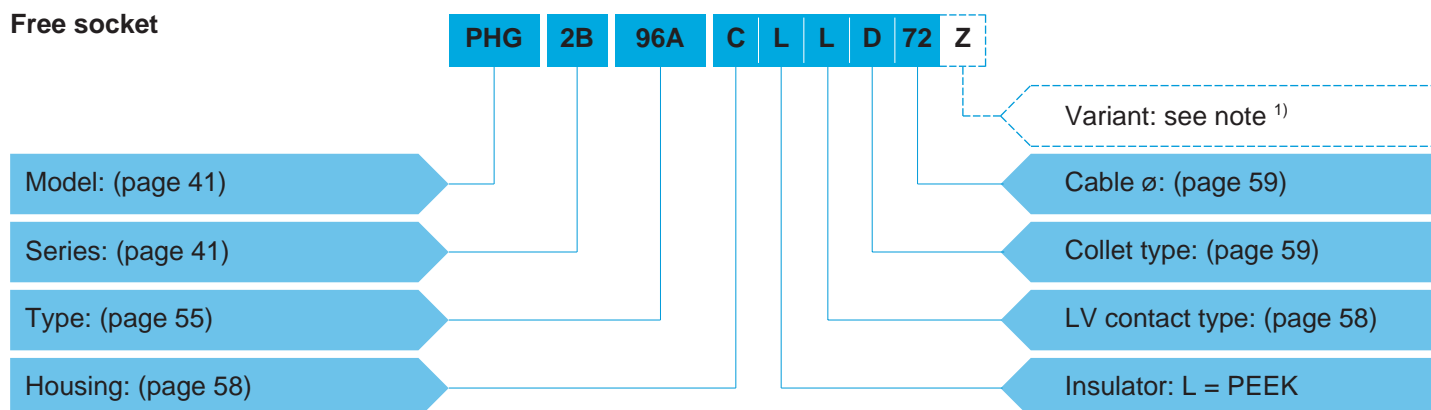 Free socket
PHG 2B 96A C L L D 72 Z
Variant: see note 1)
Model: (page 41)
Cable ø: (page 59)
Series: (page 41)
Collet type: (page 59)
Type: (page 55)
LV contact type: (page 58)
Housing: (page 58)
Insulator: L = PEEK